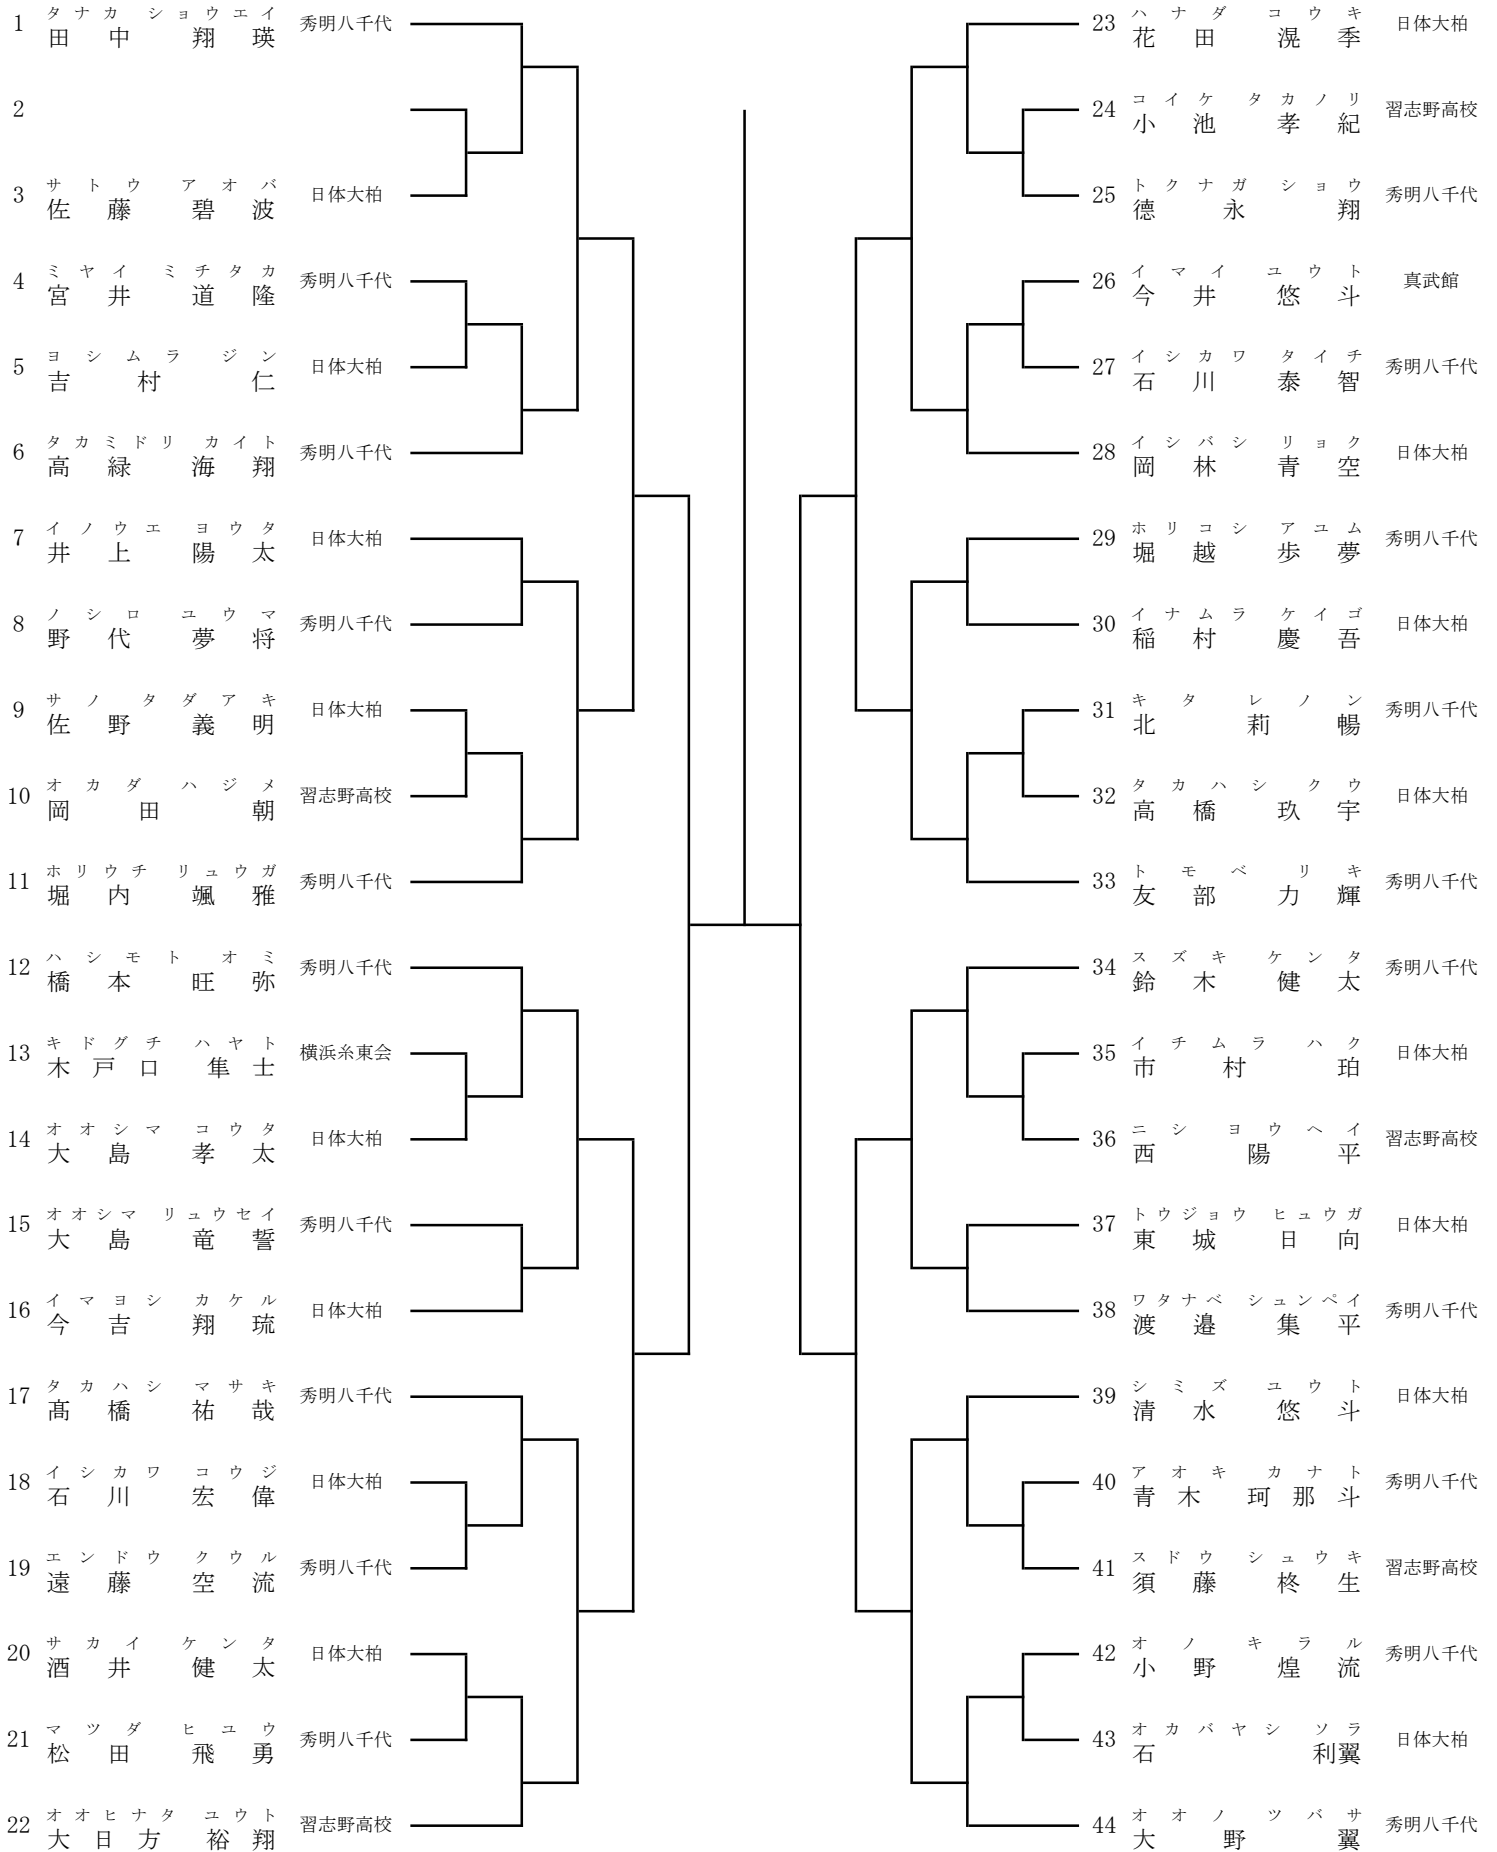 タナカ ショウエイ
1 田中 翔瑛 秀明八千代
2
サトウ アオバ
3 佐藤 碧波 日体大柏
ミヤイ ミチタカ
4 宮井 道隆 秀明八千代
ヨシムラ ジン
5 吉村 仁 日体大柏
タカミドリ カイト
6 高緑 海翔 秀明八千代
イノウエ ヨウタ
7 井上 陽太 日体大柏
ノシロ ユウマ
8 野代 夢将 秀明八千代
サノ タダアキ
9 佐野 義明 日体大柏
オカダ ハジメ
10 岡田 朝 習志野高校
ホリウチ リュウガ
11 堀内 颯雅 秀明八千代
ハシモト オミ
12 橋本 旺弥 秀明八千代
キドグチ ハヤト
13 木戸口 隼士 横浜糸東会
オオシマ コウタ
14 大島 孝太 日体大柏
オオシマ リュウセイ
15 大島 竜誓 秀明八千代
イマヨシ カケル
16 今吉 翔琉 日体大柏
タカハシ マサキ
17 髙橋 祐哉 秀明八千代
イシカワ コウジ
18 石川 宏偉 日体大柏
エンドウ クウル
19 遠藤 空流 秀明八千代
サカイ ケンタ
20 酒井 健太 日体大柏
マツダ ヒユウ
21 松田 飛勇 秀明八千代
オオヒナタ ユウト
22 大日方 裕翔 習志野高校
ハナダ コウキ
23 花田 滉季 日体大柏
コイケ タカノリ
24 小池 孝紀 習志野高校
トクナガ ショウ
25 德永 翔 秀明八千代
イマイ ユウト
26 今井 悠斗 真武館
イシカワ タイチ
27 石川 泰智 秀明八千代
イシバシ リョク
28 岡林 青空 日体大柏
ホリコシ アユム
29 堀越 歩夢 秀明八千代
イナムラ ケイゴ
30 稲村 慶吾 日体大柏
キタ レノン
31 北 莉暢 秀明八千代
タカハシ クウ
32 高橋 玖宇 日体大柏
トモベ リキ
33 友部 力輝 秀明八千代
スズキ ケンタ
34 鈴木 健太 秀明八千代
イチムラ ハク
35 市村 珀 日体大柏
ニシ ヨウヘイ
36 西 陽平 習志野高校
トウジョウ ヒュウガ
37 東城 日向 日体大柏
ワタナベ シュンペイ
38 渡邉 集平 秀明八千代
シミズ ユウト
39 清水 悠斗 日体大柏
アオキ カナト
40 青木 珂那斗 秀明八千代
スドウ シュウキ
41 須藤 柊生 習志野高校
オノ キラル
42 小野 煌流 秀明八千代
オカバヤシ ソラ
43 石 利翼 日体大柏
オオノ ツバサ
44 大野 翼 秀明八千代